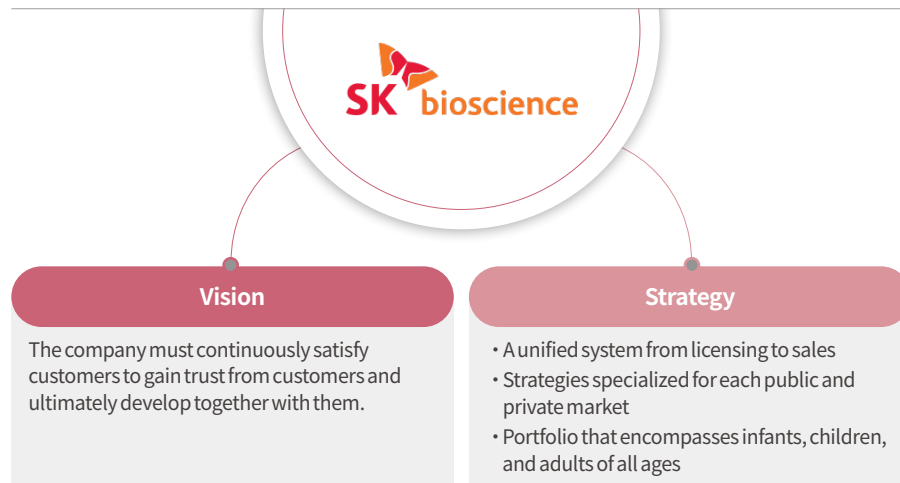 SK bioscience
Vision
The company must continuously satisfy
customers to gain trust from customers and
ultimately develop together with them.
Strategy
• A unified system from licensing to sales
• Strategies specialized for each public and
private market
• Portfolio that encompasses infants, children,
and adults of all ages